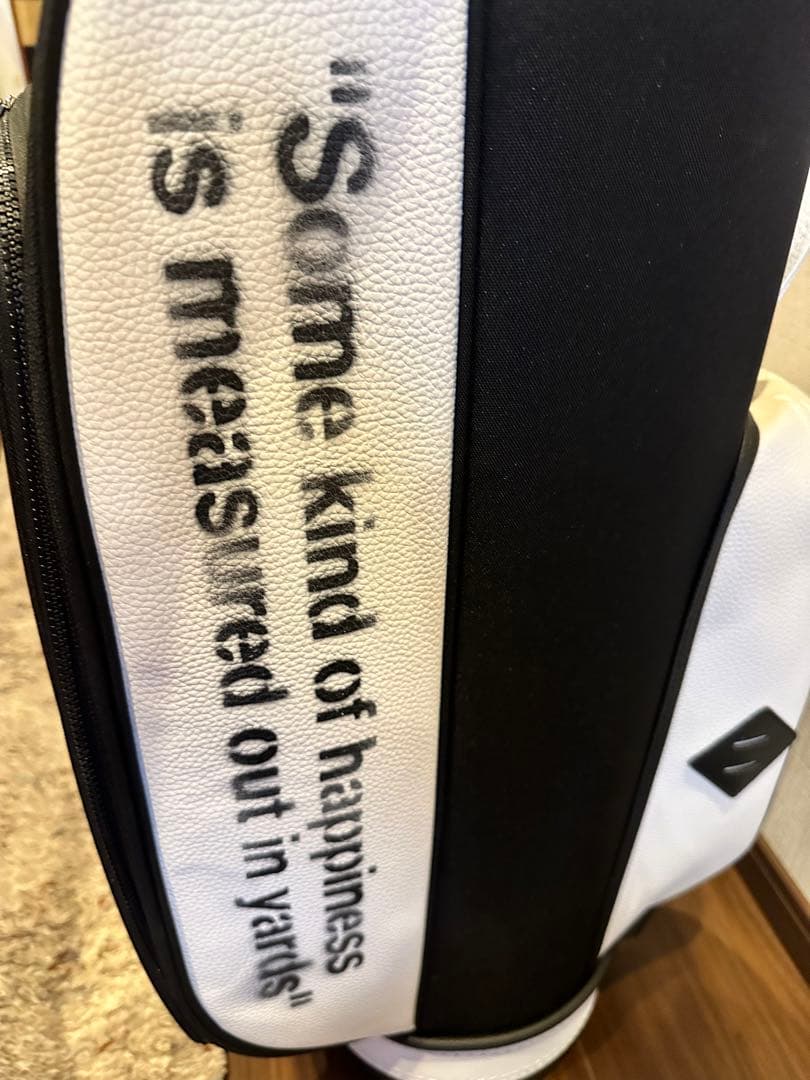 "Some kind of happiness
is measured out in yards"